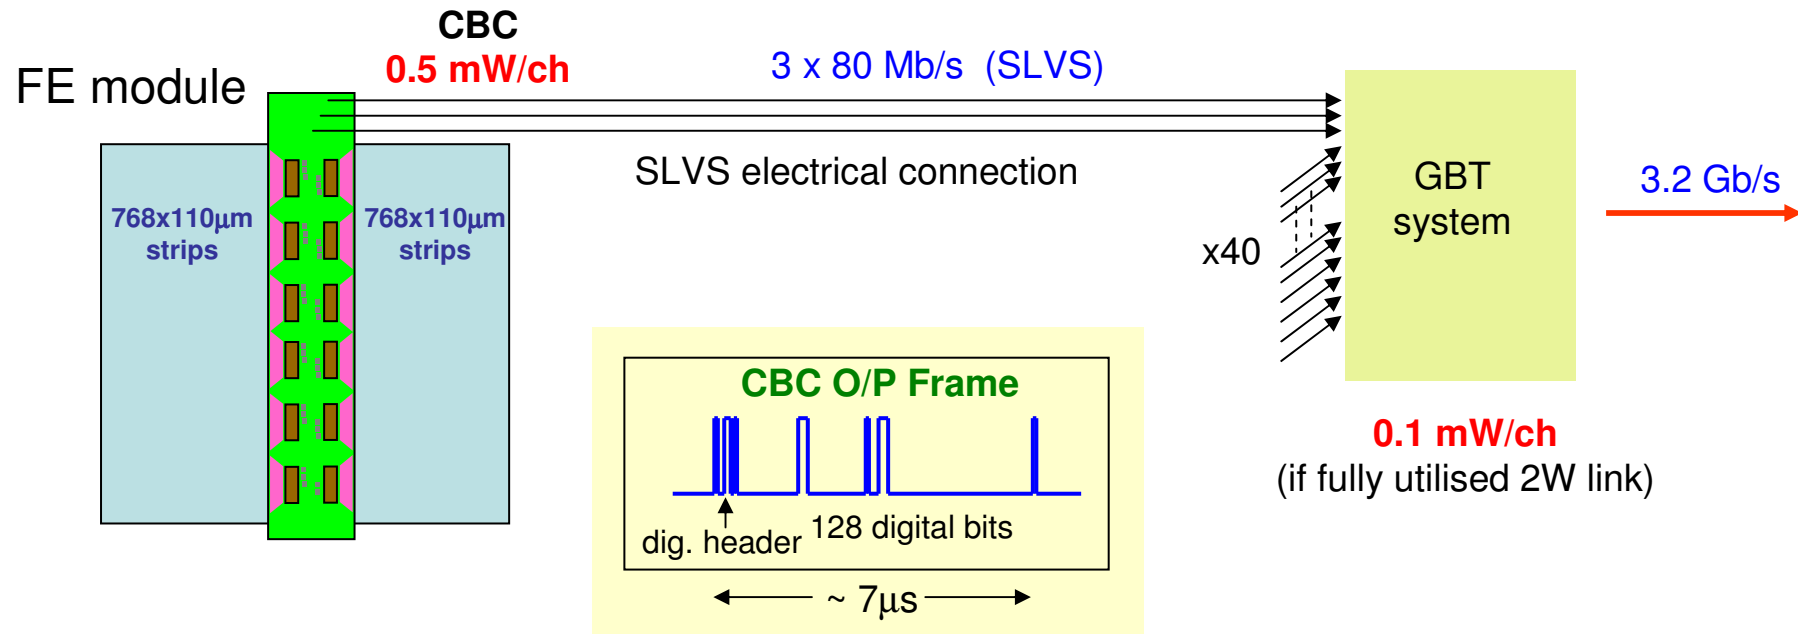 CBC
0.5 mW/ch
FE module
3 x 80 Mb/s (SLVS)
SLVS electrical connection
768x110μm
strips
768x110μm
strips
x40
GBT
system
3.2 Gb/s
0.1 mW/ch
(if fully utilised 2W link)
CBC O/P Frame
dig. header
128 digital bits
~ 7μs